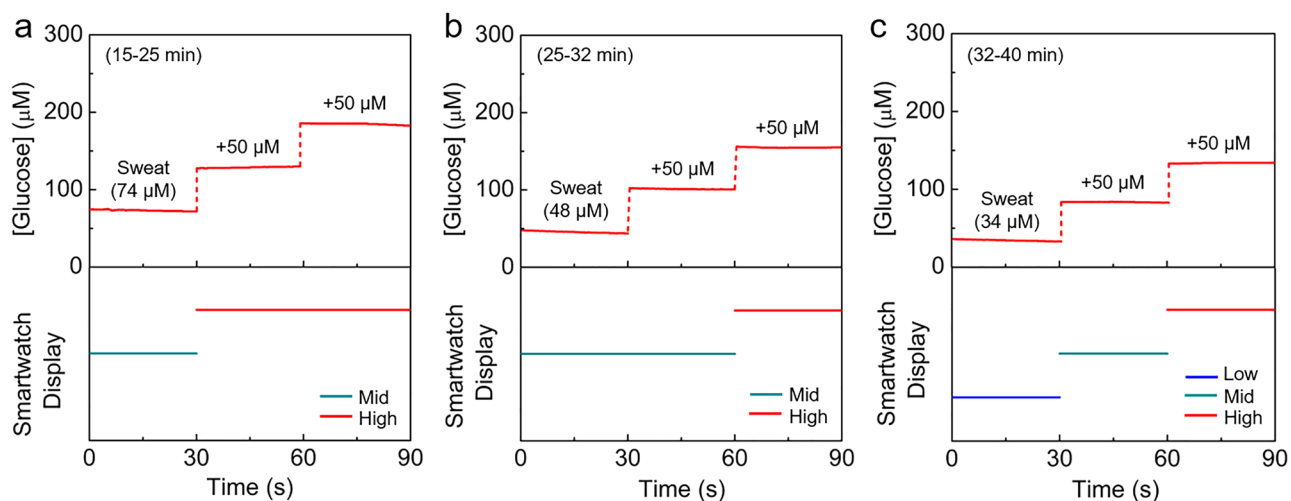 a
(15-25 min)
300
200
100
0
[Glucose] (μM)
Sweat
(74 μM)
+50 μM
+50 μM
Smartwatch
Display
Mid
High
0
30
60
90
Time (s)
b
(25-32 min)
300
200
100
0
[Glucose] (μM)
Sweat
(48 μM)
+50 μM
+50 μM
Smartwatch
Display
Mid
High
0
30
60
90
Time (s)
c
(32-40 min)
300
200
100
0
[Glucose] (μM)
Sweat
(34 μM)
+50 μM
+50 μM
Smartwatch
Display
Low
Mid
High
0
30
60
90
Time (s)